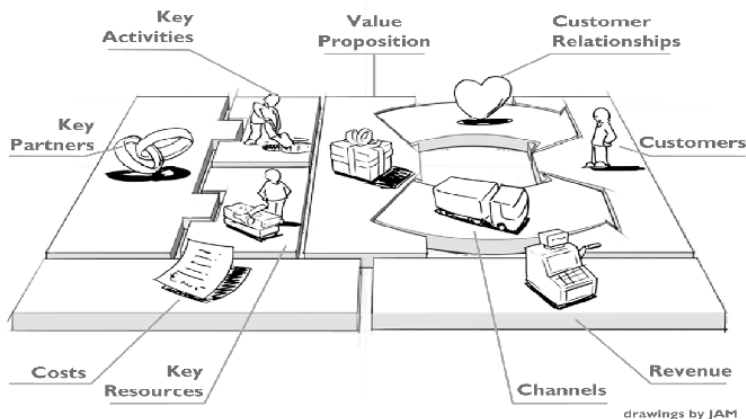 Key
Activities
Value
Proposition
Customer
Relationships
Key
Partners
Customers
Costs
Key
Resources
Channels
Revenue
drawings by JAM